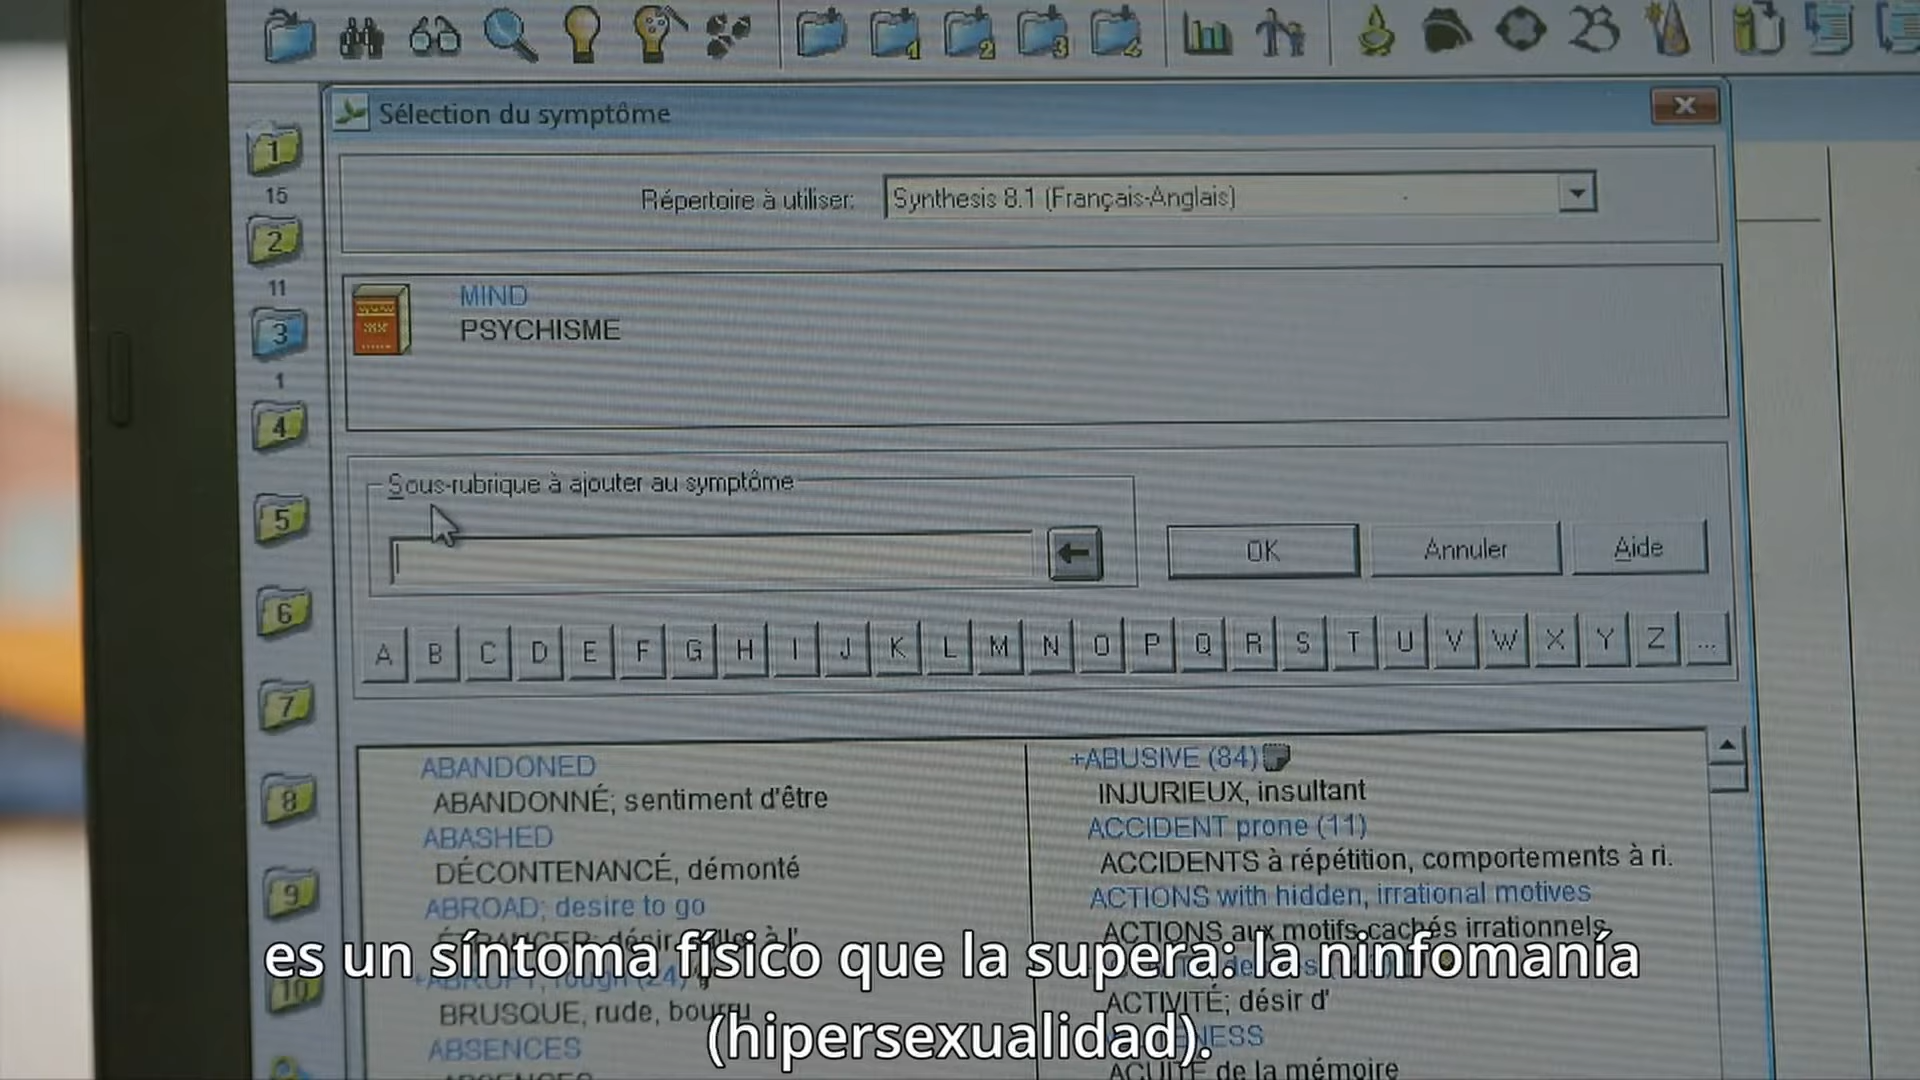 1
2
3
4
Sélection du symptôme
Répertoire à utiliser:
Synthesis 8.1 (Français-Anglais)
1
15
2
11
3
1
4
5
6
7
8
9
10
MIND
PSYCHISME
Sous-rubrique à ajouter au symptôme
OK
Annuler
Aide
A B C D E F G H I J K L M N O P Q R S T U V W X Y Z ...
ABANDONED
ABANDONNÉ; sentiment d'être
ABASHED
DÉCONTENANCÉ, démonté
ABROAD; desire to go
BRUSQUE, rude,
ABSENCES
+ABUSIVE (84)
INJURIEUX, insultant
ACCIDENT prone (11)
ACCIDENTS à répétition, comportements à ri.
ACTIONS with hidden, irrational motives
ACTIONS aux motifs cachés irrationnels
ACTIVITÉ; désir d'
ACUITÉ de la mémoire
es un síntoma físico que la supera: la ninfomanía
(hipersexualidad).